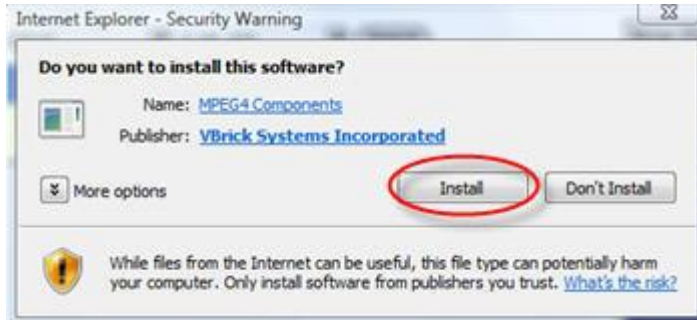 Internet Explorer - Security Warning
Do you want to install this software?
Name: MPEG4 Components
Publisher: VBrick Systems Incorporated
More options
Install
Don't Install
While files from the Internet can be useful, this file type can potentially harm
your computer. Only install software from publishers you trust. What's the risk?